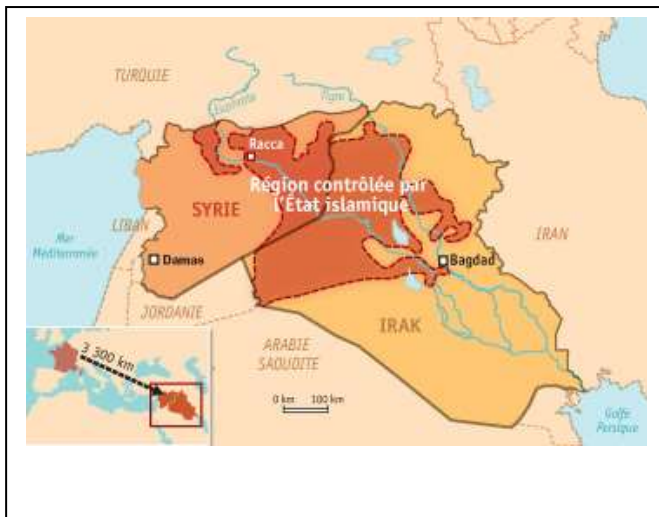 TURQUIE
Euphrate
Tigre
Racca
Région contrôlée par
l'État islamique
SYRIE
LIBAN
Mer
Méditerranée
Damas
IRAN
Bagdad
JORDANIE
IRAK
ARABIE
SAOUDITE
3 300 km
0 km 100 km
Golfe
Persique